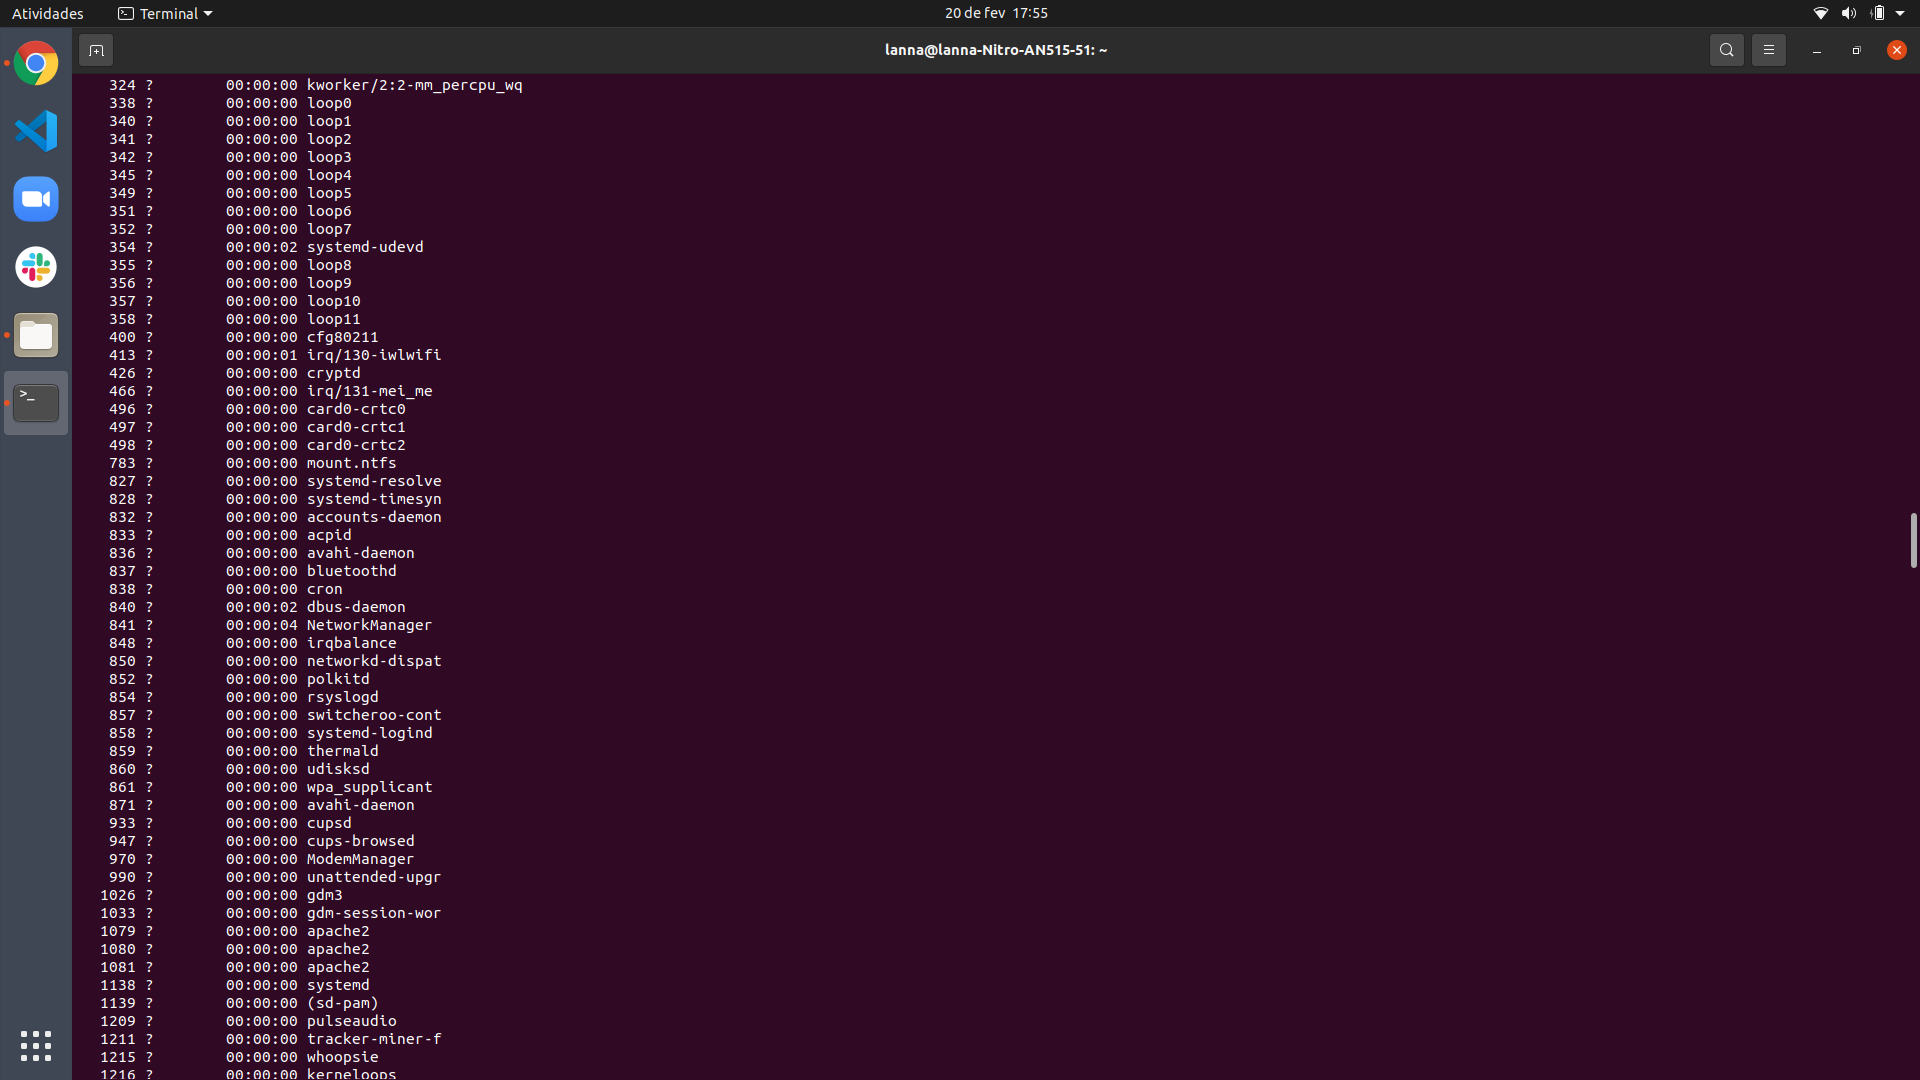 Atividades Terminal 20 de fev 17:55
lanna@lanna-Nitro-AN515-51: ~
324 ? 00:00:00 kworker/2:2-mm_percpu_wq
338 ? 00:00:00 loop0
340 ? 00:00:00 loop1
341 ? 00:00:00 loop2
342 ? 00:00:00 loop3
345 ? 00:00:00 loop4
349 ? 00:00:00 loop5
351 ? 00:00:00 loop6
352 ? 00:00:00 loop7
354 ? 00:00:02 systemd-udevd
355 ? 00:00:00 loop8
356 ? 00:00:00 loop9
357 ? 00:00:00 loop10
358 ? 00:00:00 loop11
400 ? 00:00:00 cfg80211
413 ? 00:00:01 irq/130-iwlwifi
426 ? 00:00:00 cryptd
466 ? 00:00:00 irq/131-mei_me
496 ? 00:00:00 card0-crtc0
497 ? 00:00:00 card0-crtc1
498 ? 00:00:00 card0-crtc2
783 ? 00:00:00 mount.ntfs
827 ? 00:00:00 systemd-resolve
828 ? 00:00:00 systemd-timesyn
832 ? 00:00:00 accounts-daemon
833 ? 00:00:00 acpid
836 ? 00:00:00 avahi-daemon
837 ? 00:00:00 bluetoothd
838 ? 00:00:00 cron
840 ? 00:00:02 dbus-daemon
841 ? 00:00:04 NetworkManager
848 ? 00:00:00 irqbalance
850 ? 00:00:00 networkd-dispat
852 ? 00:00:00 polkitd
854 ? 00:00:00 rsyslogd
857 ? 00:00:00 switcheroo-cont
858 ? 00:00:00 systemd-logind
859 ? 00:00:00 thermald
860 ? 00:00:00 udisksd
861 ? 00:00:00 wpa_supplicant
871 ? 00:00:00 avahi-daemon
933 ? 00:00:00 cupsd
947 ? 00:00:00 cups-browsed
970 ? 00:00:00 ModemManager
990 ? 00:00:00 unattended-upgr
1026 ? 00:00:00 gdm3
1033 ? 00:00:00 gdm-session-wor
1079 ? 00:00:00 apache2
1080 ? 00:00:00 apache2
1081 ? 00:00:00 apache2
1138 ? 00:00:00 systemd
1139 ? 00:00:00 (sd-pam)
1209 ? 00:00:00 pulseaudio
1211 ? 00:00:00 tracker-miner-f
1215 ? 00:00:00 whoopsie
1216 ? 00:00:00 kerneloops